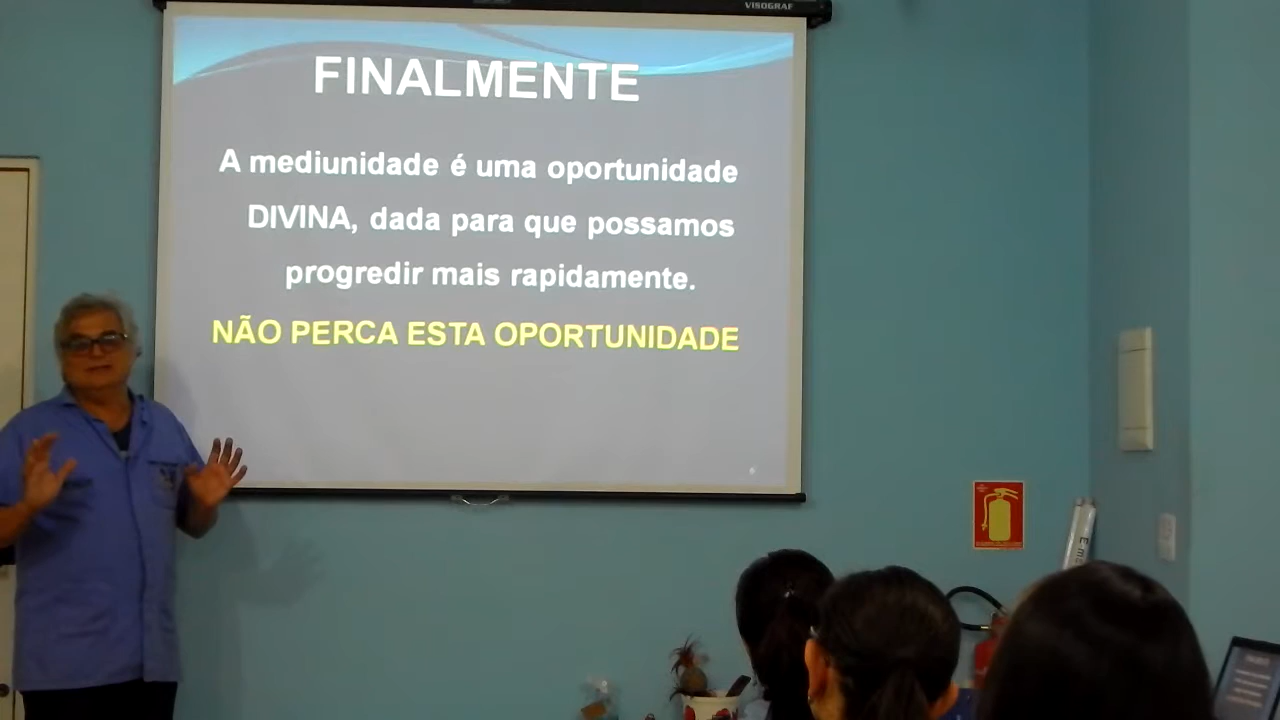 VISOGRAF
FINALMENTE
A mediunidade é uma oportunidade
DIVINA, dada para que possamos
progredir mais rapidamente.
NÃO PERCA ESTA OPORTUNIDADE